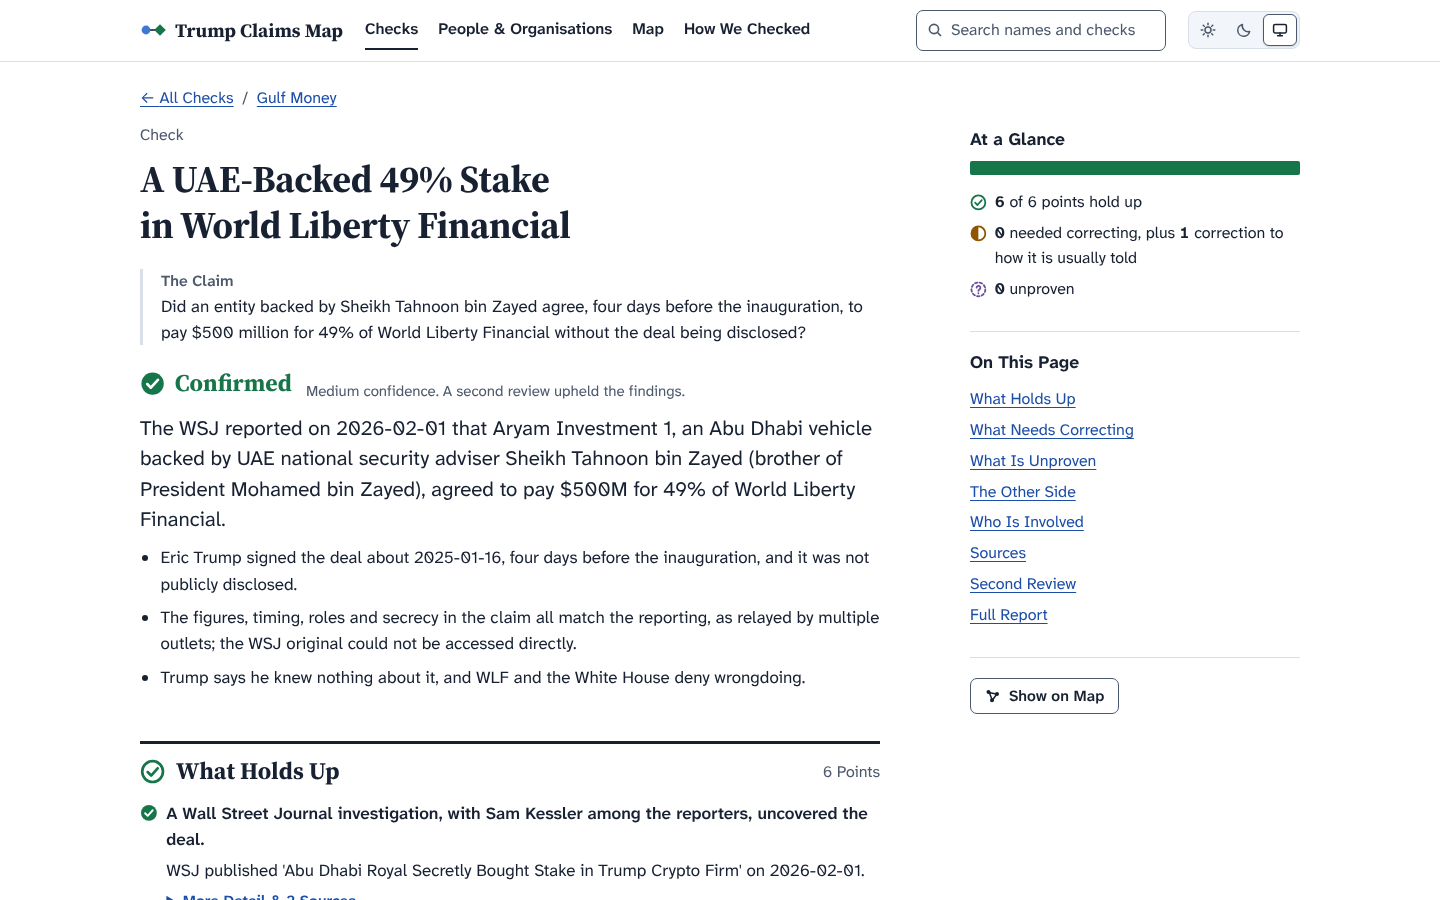 Trump Claims Map
Checks
People & Organisations
Map
How We Checked
Search names and checks
← All Checks / Gulf Money
Check
A UAE-Backed 49% Stake
in World Liberty Financial
The Claim
Did an entity backed by Sheikh Tahnoon bin Zayed agree, four days before the inauguration, to
pay $500 million for 49% of World Liberty Financial without the deal being disclosed?
Confirmed
Medium confidence. A second review upheld the findings.
The WSJ reported on 2026-02-01 that Aryam Investment 1, an Abu Dhabi vehicle
backed by UAE national security adviser Sheikh Tahnoon bin Zayed (brother of
President Mohamed bin Zayed), agreed to pay $500M for 49% of World Liberty
Financial.
• Eric Trump signed the deal about 2025-01-16, four days before the inauguration, and it was not
publicly disclosed.
• The figures, timing, roles and secrecy in the claim all match the reporting, as relayed by multiple
outlets; the WSJ original could not be accessed directly.
• Trump says he knew nothing about it, and WLF and the White House deny wrongdoing.
What Holds Up
6 Points
A Wall Street Journal investigation, with Sam Kessler among the reporters, uncovered the
deal.
WSJ published 'Abu Dhabi Royal Secretly Bought Stake in Trump Crypto Firm' on 2026-02-01.
More Detail & 2 Sources
At a Glance
6 of 6 points hold up
0 needed correcting, plus 1 correction to
how it is usually told
0 unproven
On This Page
What Holds Up
What Needs Correcting
What Is Unproven
The Other Side
Who Is Involved
Sources
Second Review
Full Report
Show on Map